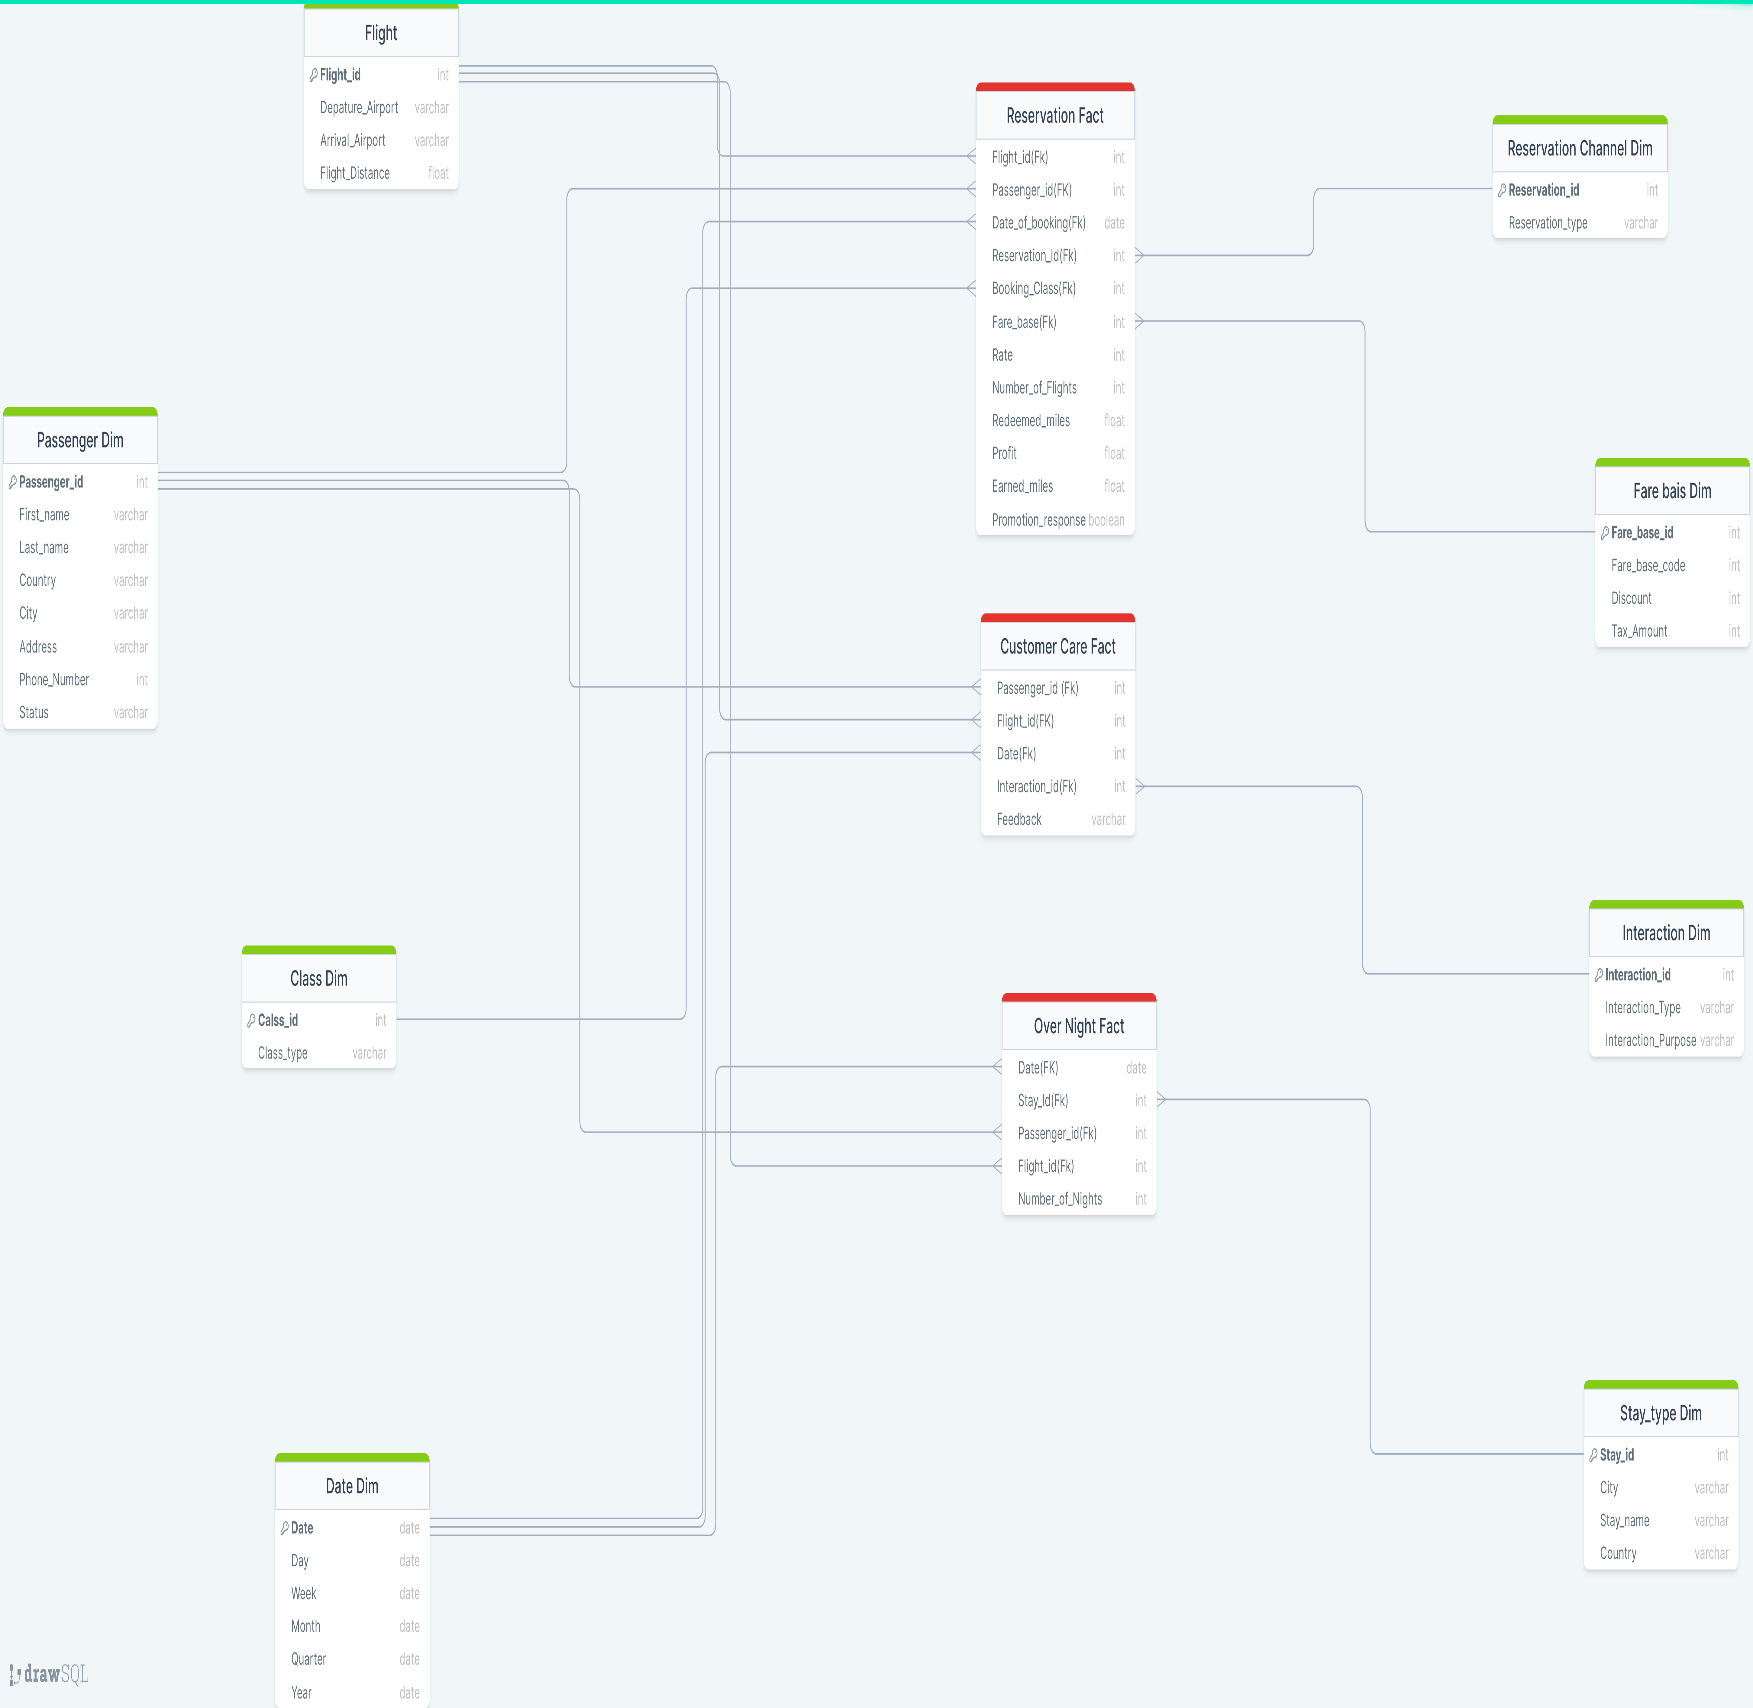 Flight
Flight_id int
Depature_Airport varchar
Arrival_Airport varchar
Flight_Distance float
Reservation Fact
Flight_id(Fk) int
Passenger_id(FK) int
Date_of_booking(Fk) date
Reservation_Id(Fk) int
Booking_Class(Fk) int
Fare_base(Fk) int
Rate int
Number_of_Flights int
Redeemed_miles float
Profit float
Earned_miles float
Promotion_response boolean
Reservation Channel Dim
Reservation_id int
Reservation_type varchar
Passenger Dim
Passenger_id int
First_name varchar
Last_name varchar
Country varchar
City varchar
Address varchar
Phone_Number int
Status varchar
Fare bais Dim
Fare_base_id int
Fare_base_code int
Discount int
Tax_Amount int
Customer Care Fact
Passenger_id (Fk) int
Flight_id(FK) int
Date(Fk) int
Interaction_id(Fk) int
Feedback varchar
Class Dim
Calss_id int
Class_type varchar
Interaction Dim
Interaction_id int
Interaction_Type varchar
Interaction_Purpose varchar
Over Night Fact
Date(FK) date
Stay_Id(Fk) int
Passenger_id(Fk) int
Flight_id(Fk) int
Number_of_Nights int
Stay_type Dim
Stay_id int
City varchar
Stay_name varchar
Country varchar
Date Dim
Date date
Day date
Week date
Month date
Quarter date
Year date
drawSQL